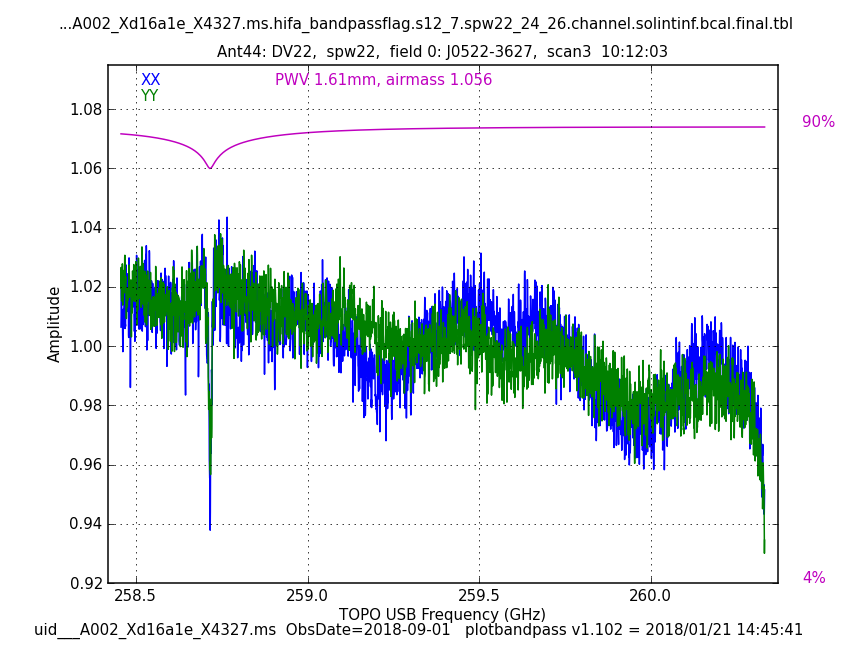 ...A002_Xd16a1e_X4327.ms.hifa_bandpassflag.s12_7.spw22_24_26.channel.solintinf.bcal.final.tbl
Ant44: DV22,  spw22,  field 0: J0522-3627,  scan3  10:12:03
XX
YY
PWV 1.61mm, airmass 1.056
90%
4%
1.08
1.06
1.04
1.02
1.00
0.98
0.96
0.94
0.92
Amplitude
258.5
259.0
259.5
260.0
TOPO USB Frequency (GHz)
uid___A002_Xd16a1e_X4327.ms  ObsDate=2018-09-01   plotbandpass v1.102 = 2018/01/21 14:45:41